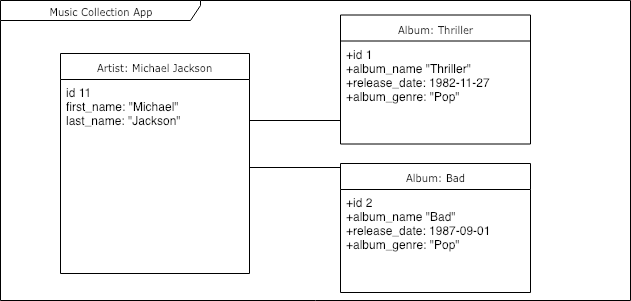 Music Collection App
Artist: Michael Jackson
id 11
first_name: "Michael"
last_name: "Jackson"
Album: Thriller
+id 1
+album_name "Thriller"
+release_date: 1982-11-27
+album_genre: "Pop"
Album: Bad
+id 2
+album_name "Bad"
+release_date: 1987-09-01
+album_genre: "Pop"